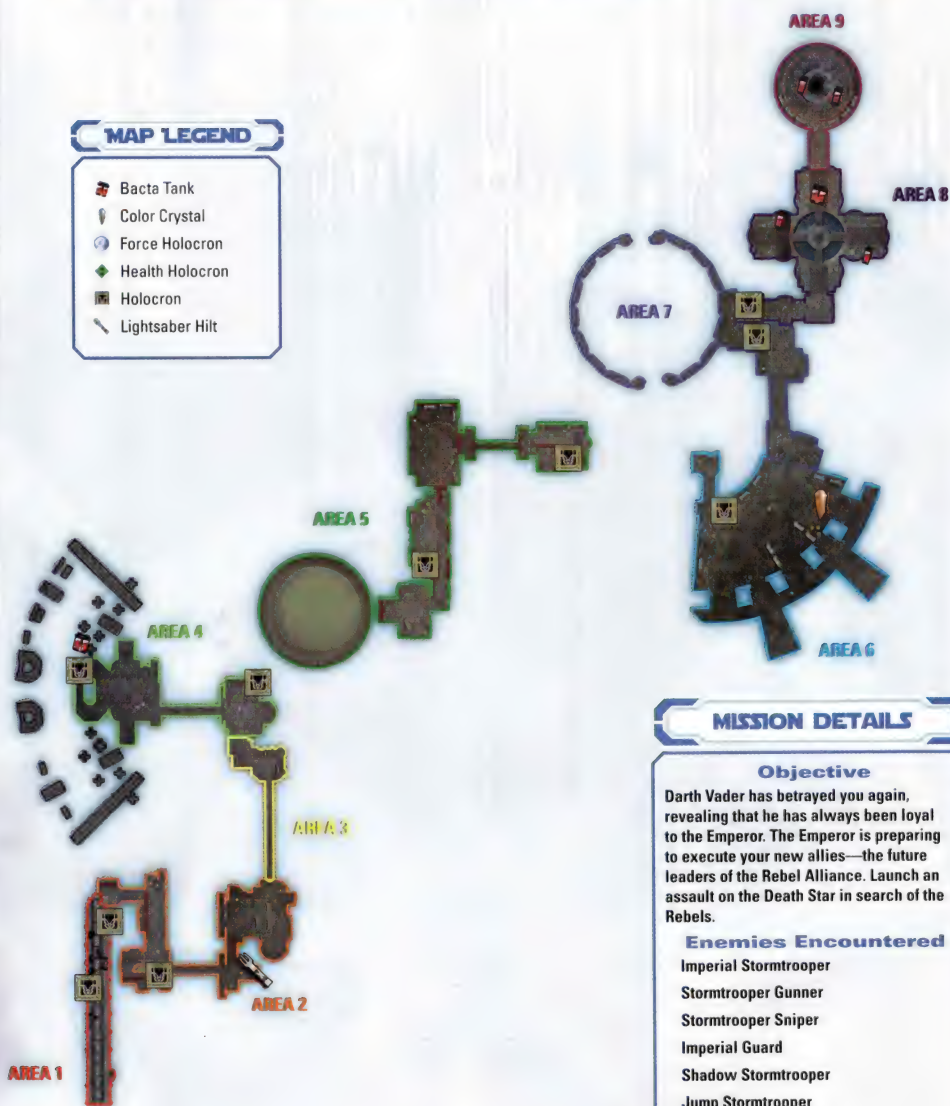 AREA 9
MAP LEGEND
Bacta Tank
Color Crystal
Force Holocron
Health Holocron
Holocron
Lightsaber Hilt
AREA 8
AREA 7
AREA 5
AREA 4
AREA 6
AREA 3
AREA 2
AREA 1
MISSION DETAILS
Objective
Darth Vader has betrayed you again,
revealing that he has always been loyal
to the Emperor. The Emperor is preparing
to execute your new allies—the future
leaders of the Rebel Alliance. Launch an
assault on the Death Star in search of the
Rebels.
Enemies Encountered
Imperial Stormtrooper
Stormtrooper Gunner
Stormtrooper Sniper
Imperial Guard
Shadow Stormtrooper
Jump Stormtrooper